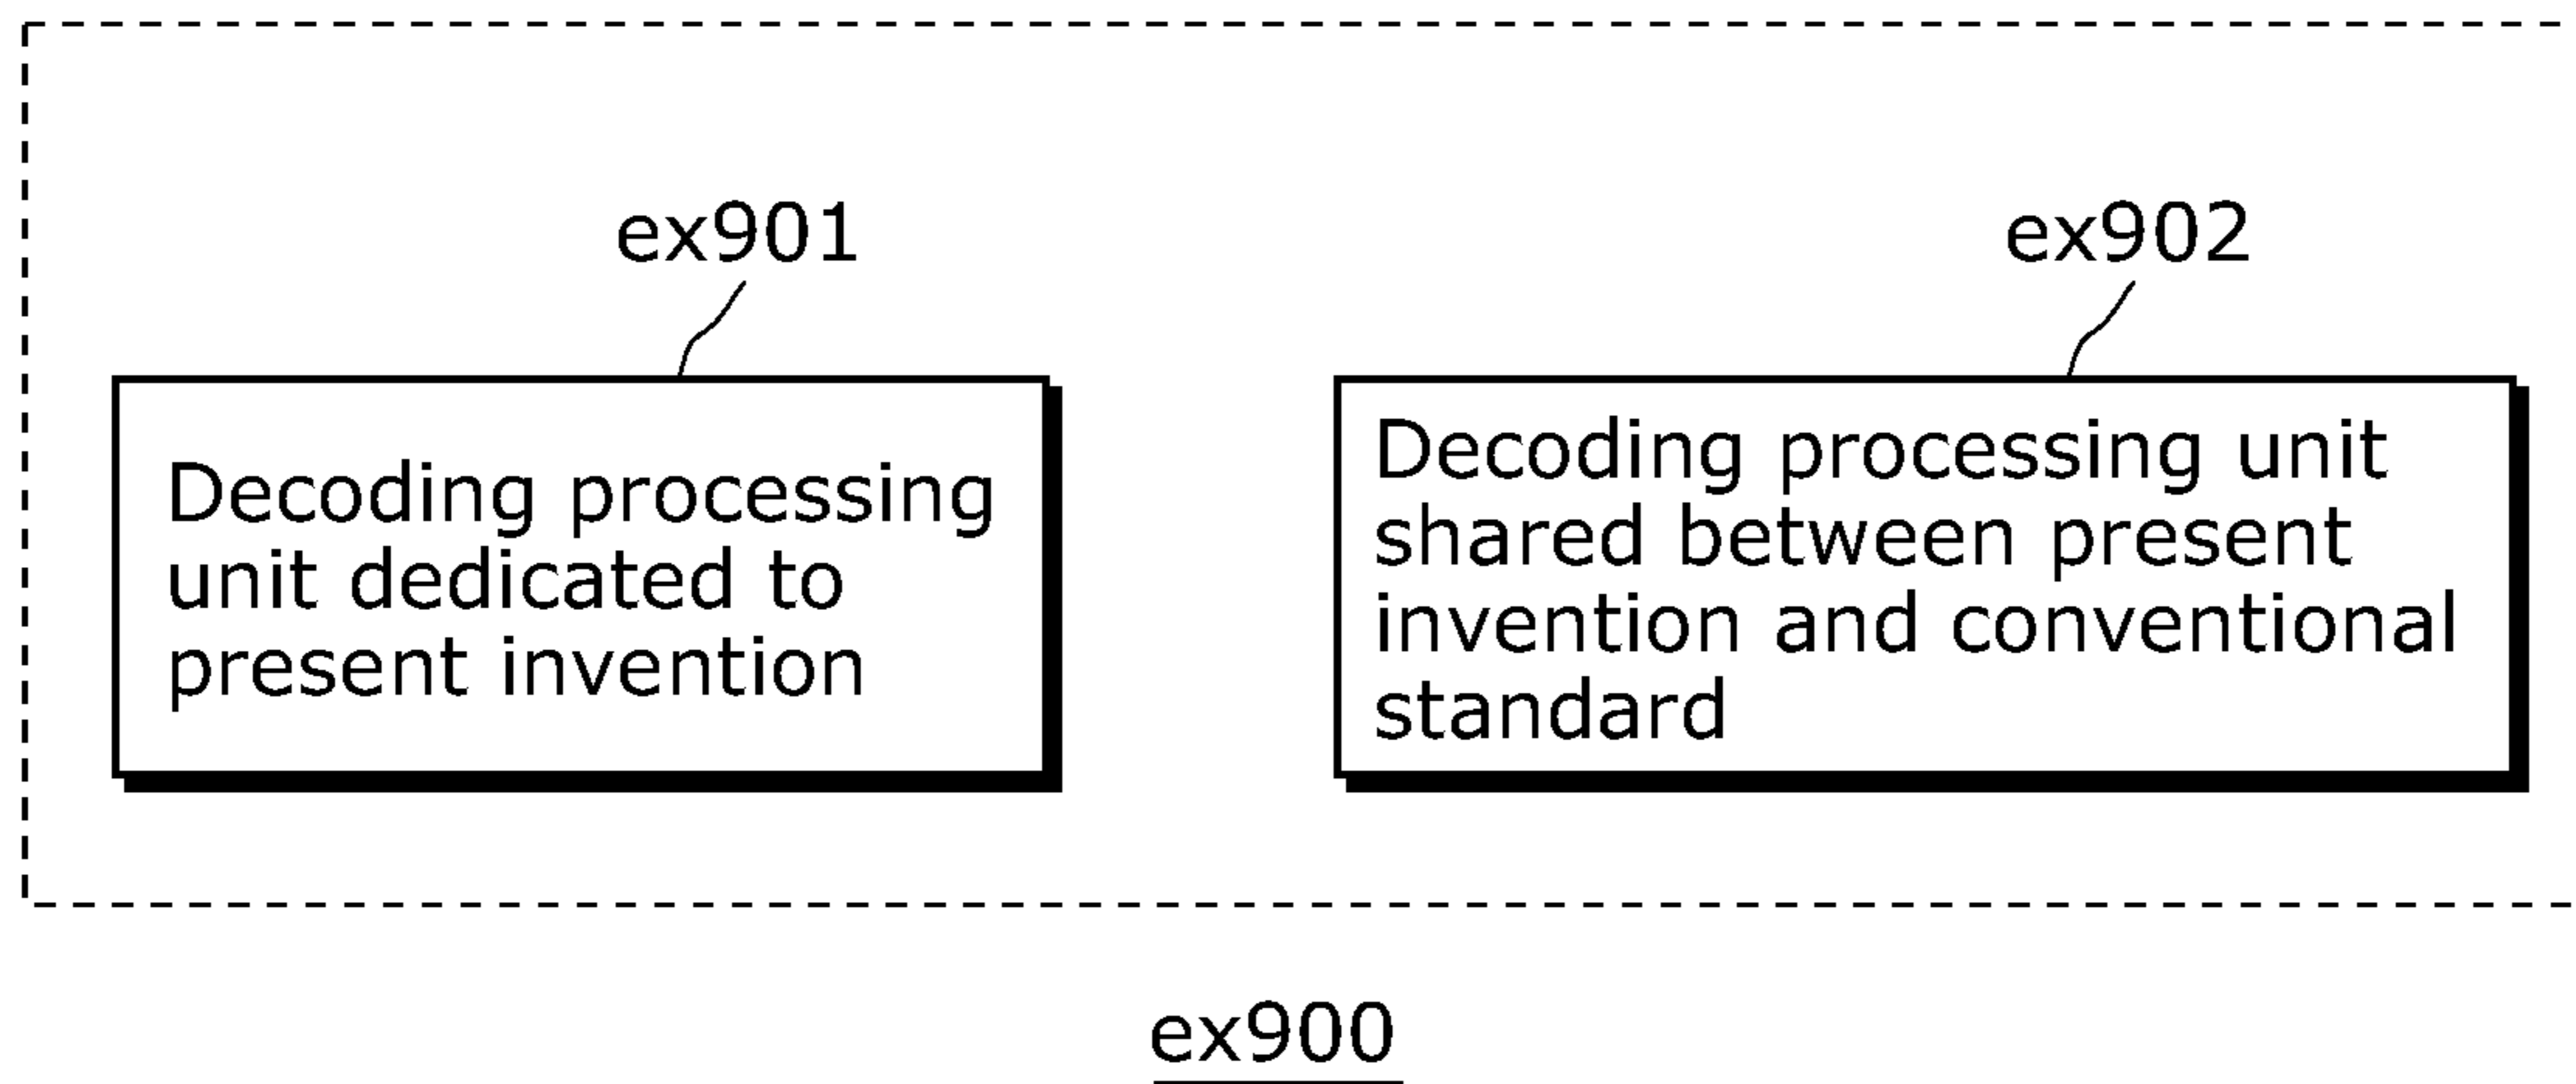 ex901
ex902
Decoding processing
unit dedicated to
present invention
Decoding processing unit
shared between present
invention and conventional
standard
ex900